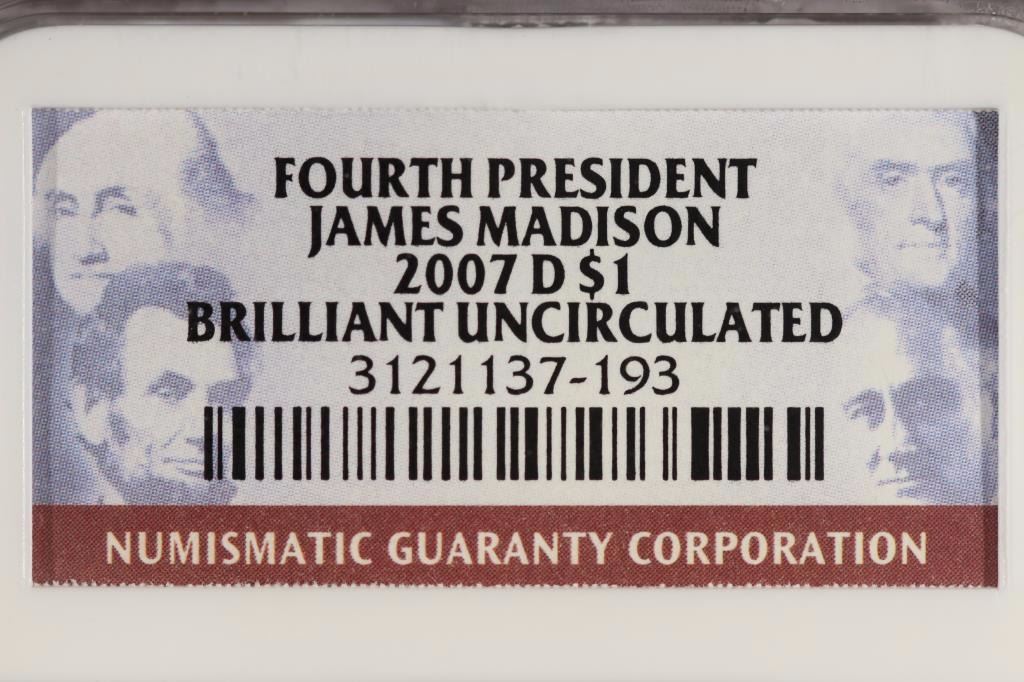 FOURTH PRESIDENT
JAMES MADISON
2007 D $1
BRILLIANT UNCIRCULATED
3121137-193
NUMISMATIC GUARANTY CORPORATION